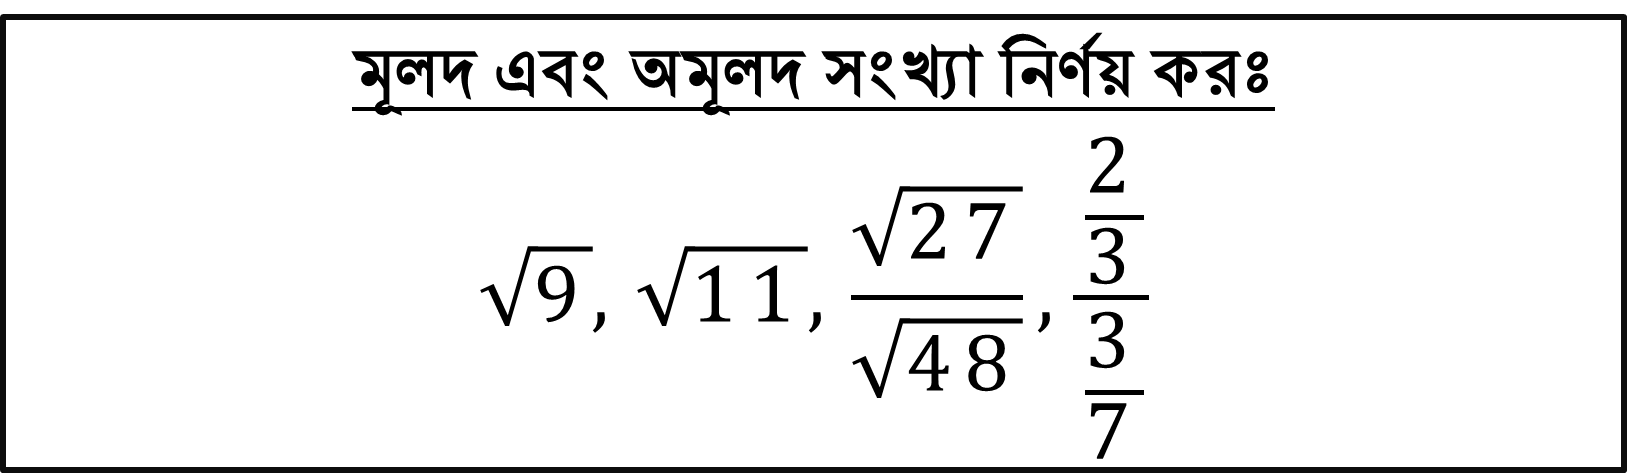 মূলদ এবং অমূলদ সংখ্যা নির্ণয় করঃ
√9, √11, √27/√48, (2/3)/(3/7)